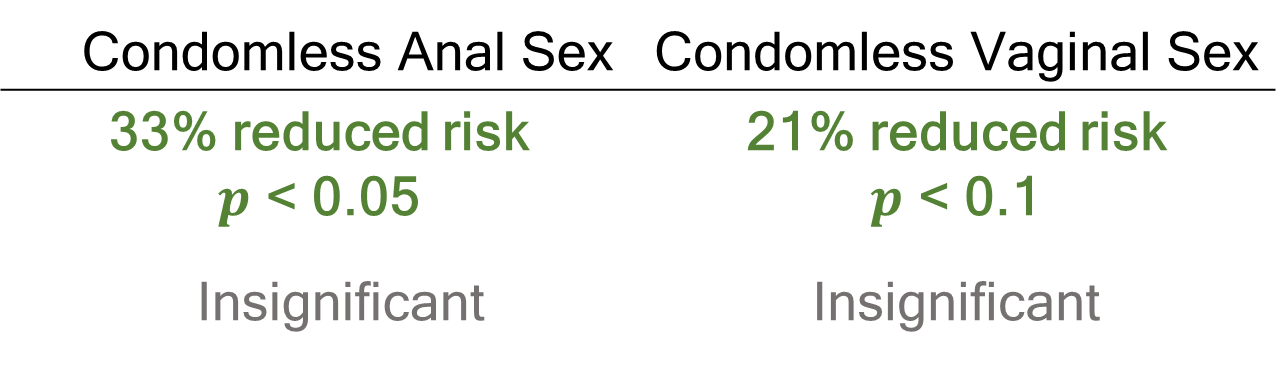 Condomless Anal Sex Condomless Vaginal Sex
33% reduced risk 21% reduced risk
p < 0.05 p < 0.1
Insignificant Insignificant